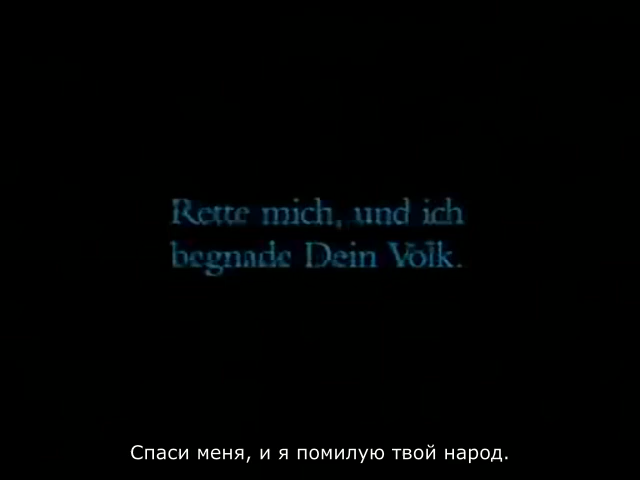 Rette mich, und ich
begnade Dein Volk.
Спаси меня, и я помилую твой народ.